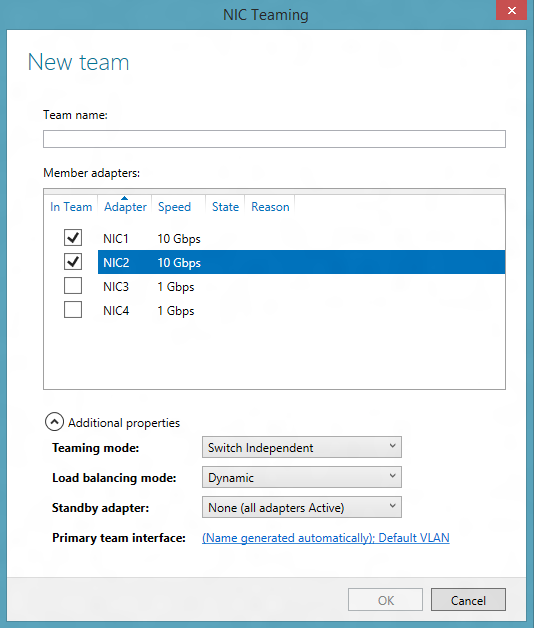 NIC Teaming
New team
Team name:
Member adapters:
In Team Adapter Speed State Reason
NIC1 10 Gbps
NIC2 10 Gbps
NIC3 1 Gbps
NIC4 1 Gbps
Additional properties
Teaming mode: Switch Independent
Load balancing mode: Dynamic
Standby adapter: None (all adapters Active)
Primary team interface: (Name generated automatically); Default VLAN
OK Cancel